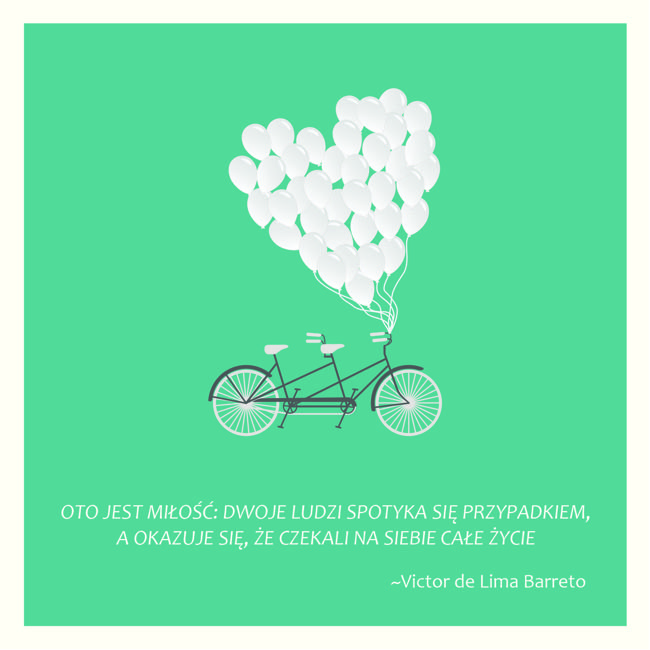 OTO JEST MIŁOŚĆ: DWOJE LUDZI SPOTYKA SIĘ PRZYPADKIEM,
A OKAZUJE SIĘ, ŻE CZEKALI NA SIEBIE CAŁE ŻYCIE
~Victor de Lima Barreto